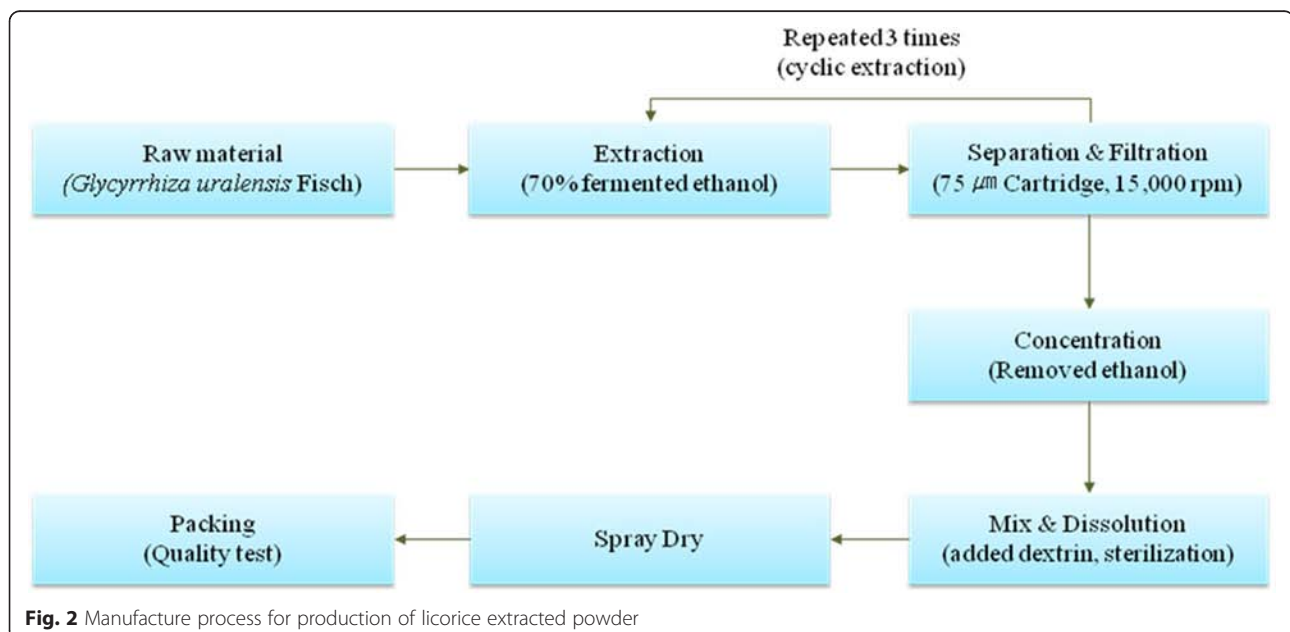 Repeated 3 times
(cyclic extraction)
Raw material
(Glycyrrhiza uralensis Fisch)
Extraction
(70% fermented ethanol)
Separation & Filtration
(75 ㎛ Cartridge, 15,000 rpm)
Concentration
(Removed ethanol)
Mix & Dissolution
(added dextrin, sterilization)
Spray Dry
Packing
(Quality test)
Fig. 2 Manufacture process for production of licorice extracted powder